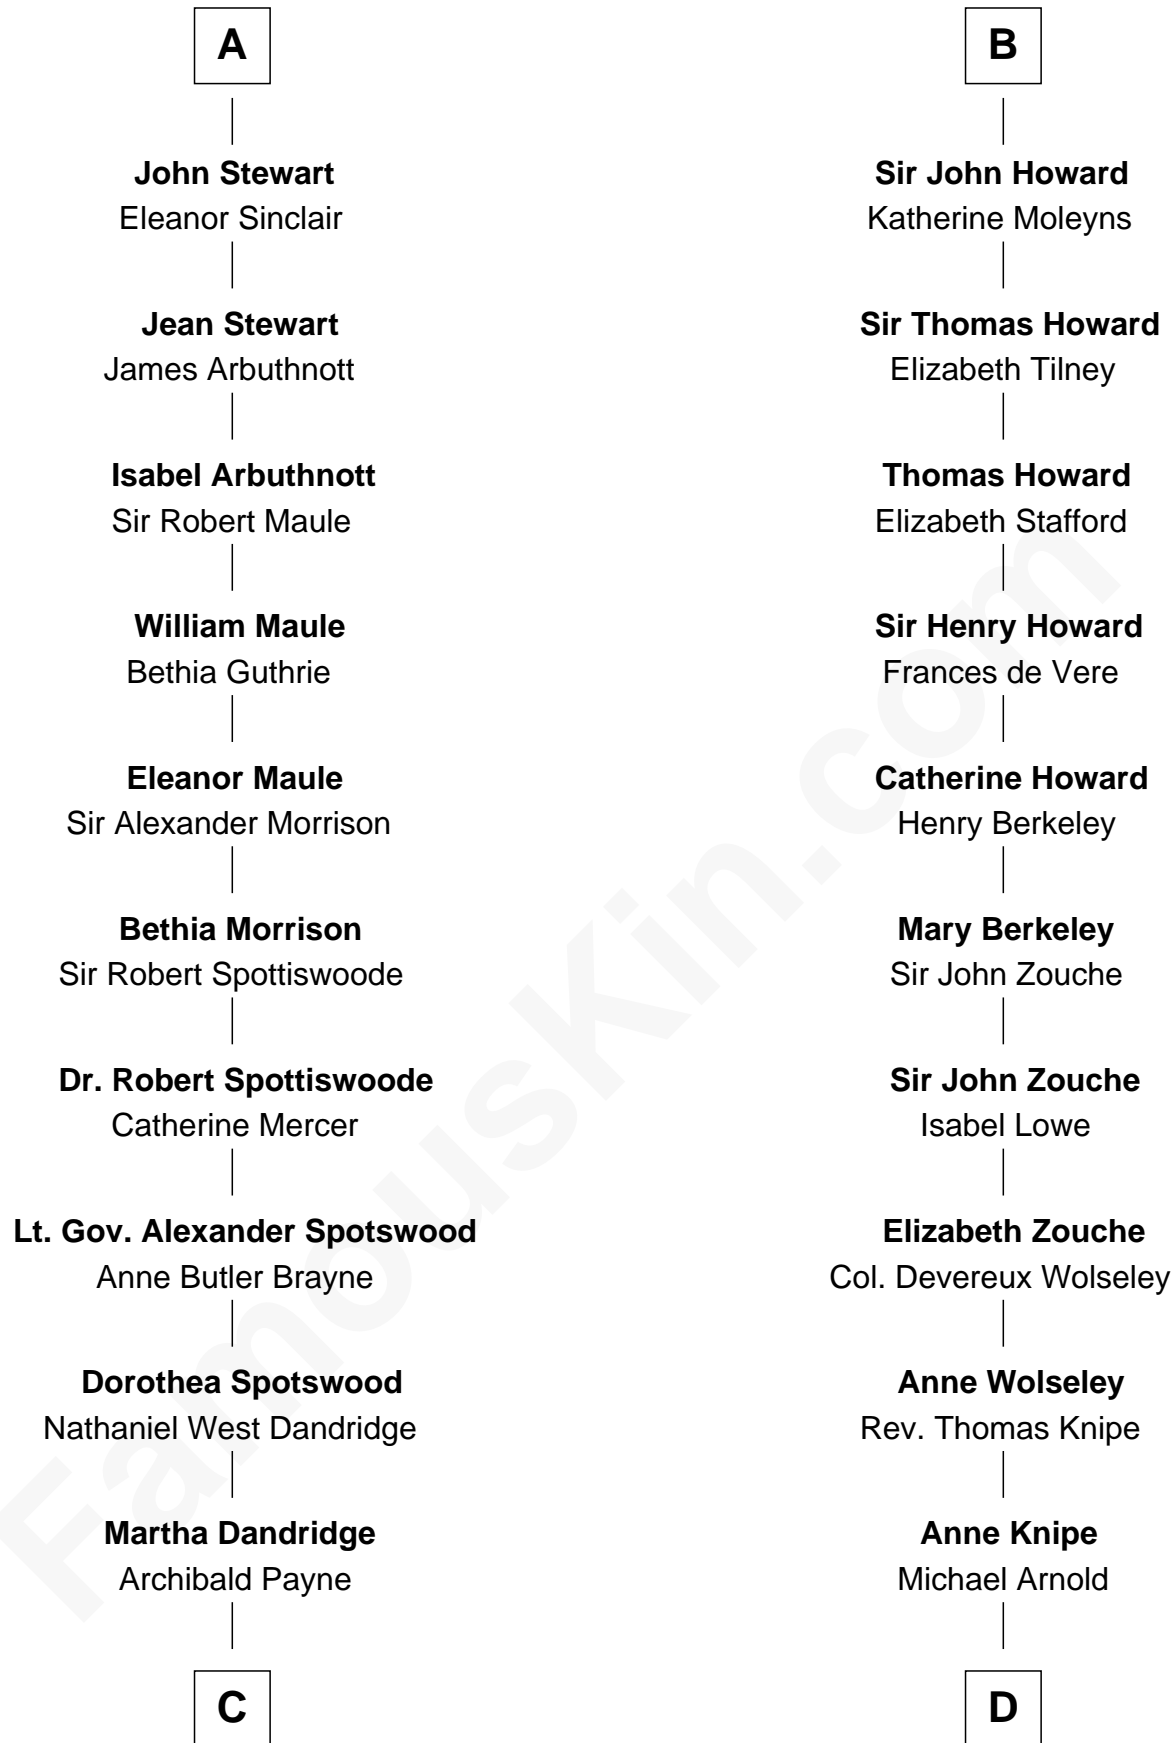 A
John Stewart
Eleanor Sinclair
Jean Stewart
James Arbuthnott
Isabel Arbuthnott
Sir Robert Maule
William Maule
Bethia Guthrie
Eleanor Maule
Sir Alexander Morrison
Bethia Morrison
Sir Robert Spottiswoode
Dr. Robert Spottiswoode
Catherine Mercer
Lt. Gov. Alexander Spotswood
Anne Butler Brayne
Dorothea Spotswood
Nathaniel West Dandridge
Martha Dandridge
Archibald Payne
C
B
Sir John Howard
Katherine Moleyns
Sir Thomas Howard
Elizabeth Tilney
Thomas Howard
Elizabeth Stafford
Sir Henry Howard
Frances de Vere
Catherine Howard
Henry Berkeley
Mary Berkeley
Sir John Zouche
Sir John Zouche
Isabel Lowe
Elizabeth Zouche
Col. Devereux Wolseley
Anne Wolseley
Rev. Thomas Knipe
Anne Knipe
Michael Arnold
D
FamousKin.com